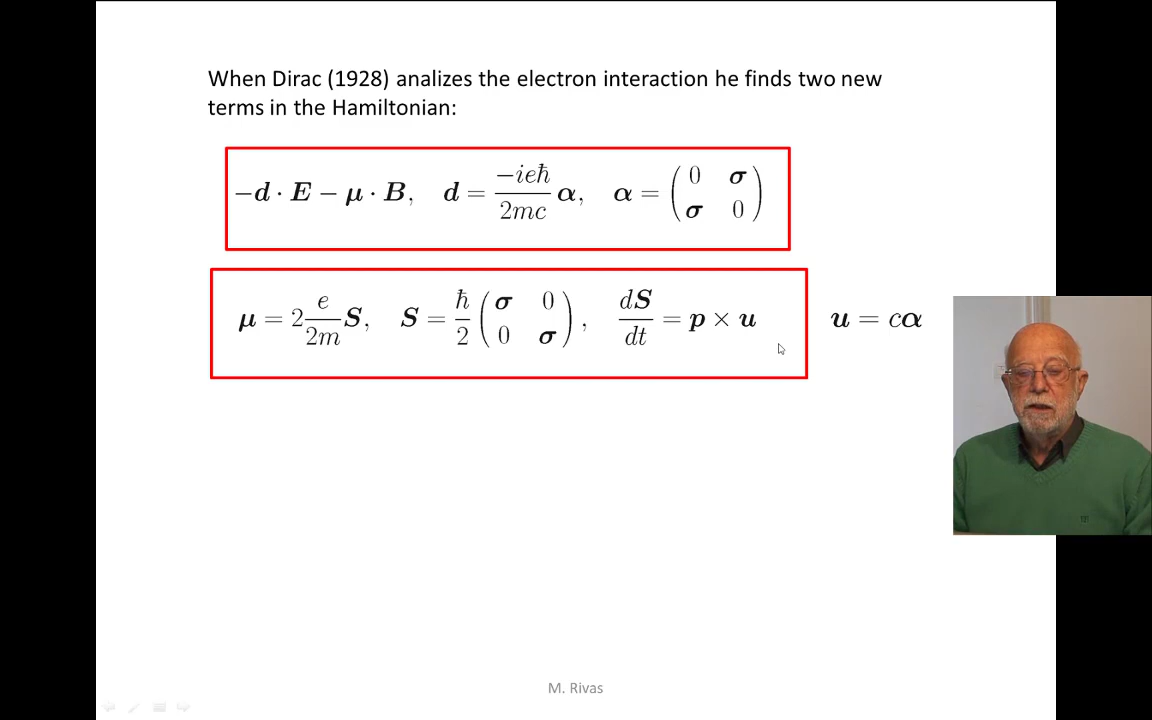 When Dirac (1928) analizes the electron interaction he finds two new
terms in the Hamiltonian:
−d · E − μ · B,   d = −ieħ / 2mc α,   α = ( 0 σ ; σ 0 )
μ = 2 e / 2m S,   S = ħ / 2 ( σ 0 ; 0 σ ),   dS / dt = p × u   u = cα
M. Rivas